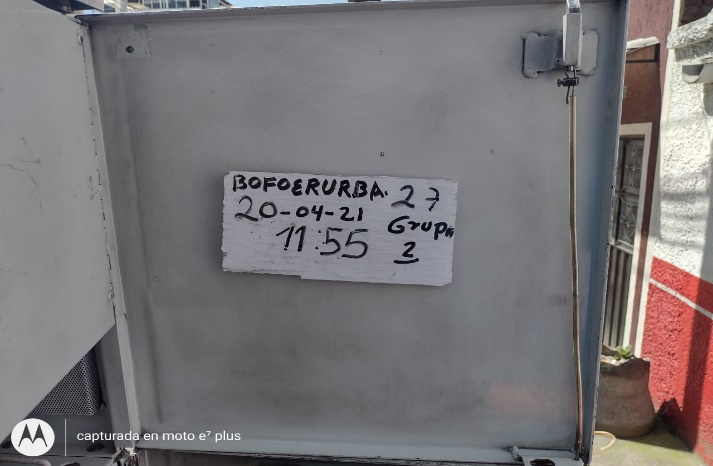 BOFOERURBA. 27
20-04-21 Grupo
11:55 2
capturada en moto e⁷ plus